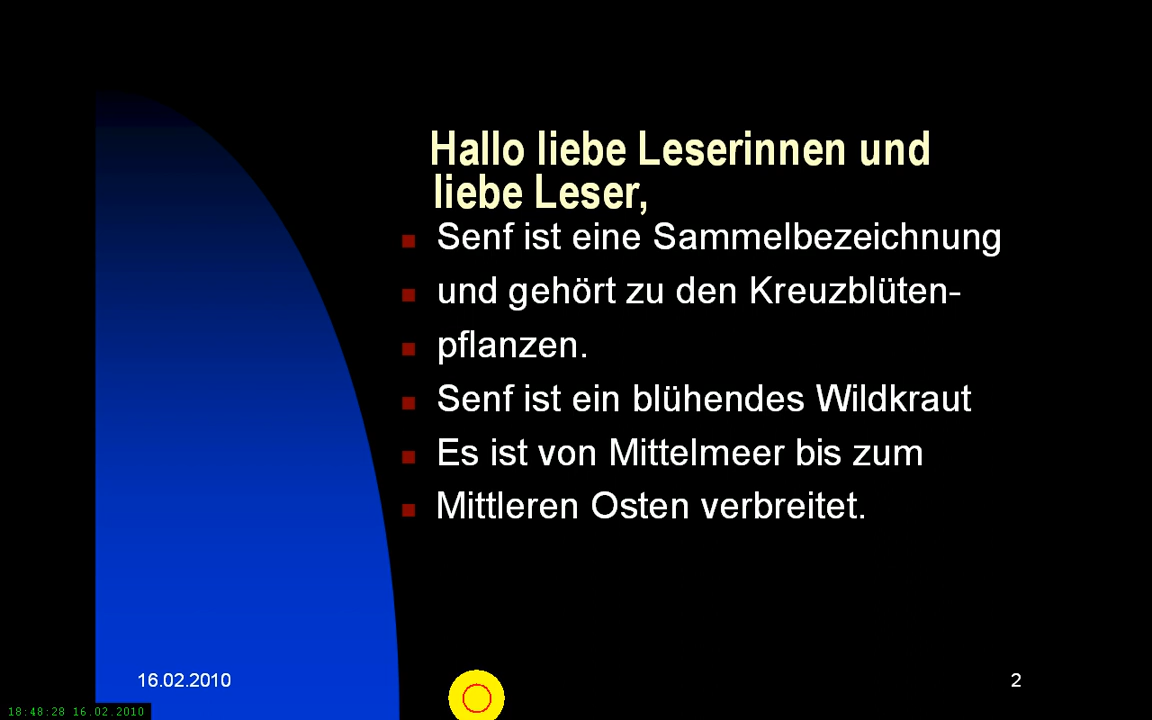 Hallo liebe Leserinnen und
liebe Leser,
Senf ist eine Sammelbezeichnung
und gehört zu den Kreuzblüten-
pflanzen.
Senf ist ein blühendes Wildkraut
Es ist von Mittelmeer bis zum
Mittleren Osten verbreitet.
16.02.2010
2
18:48:28 16.02.2010